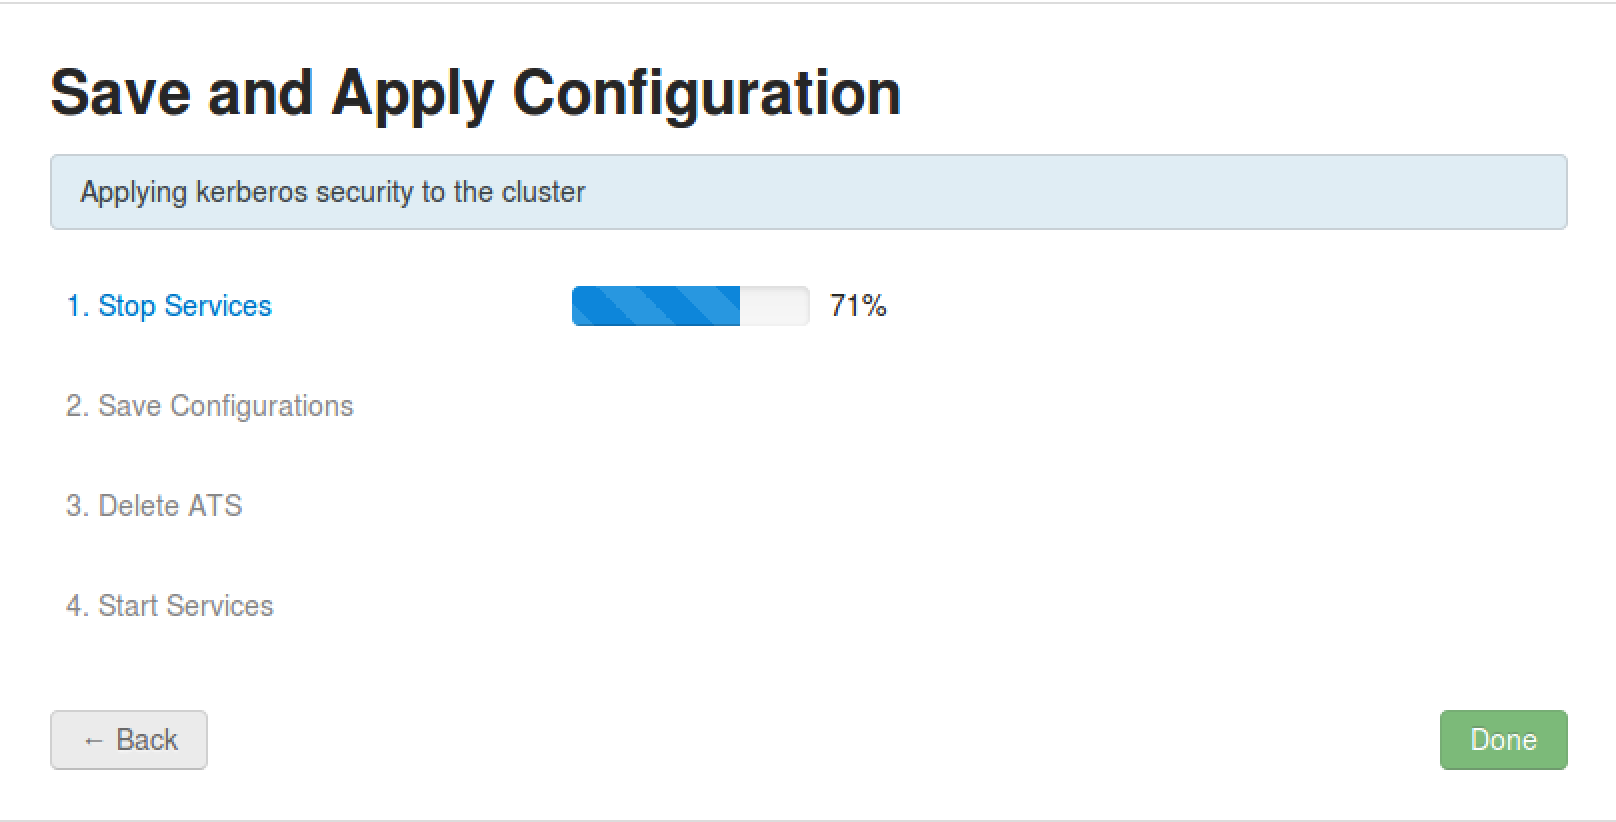 Save and Apply Configuration
Applying kerberos security to the cluster
1. Stop Services 71%
2. Save Configurations
3. Delete ATS
4. Start Services
← Back Done